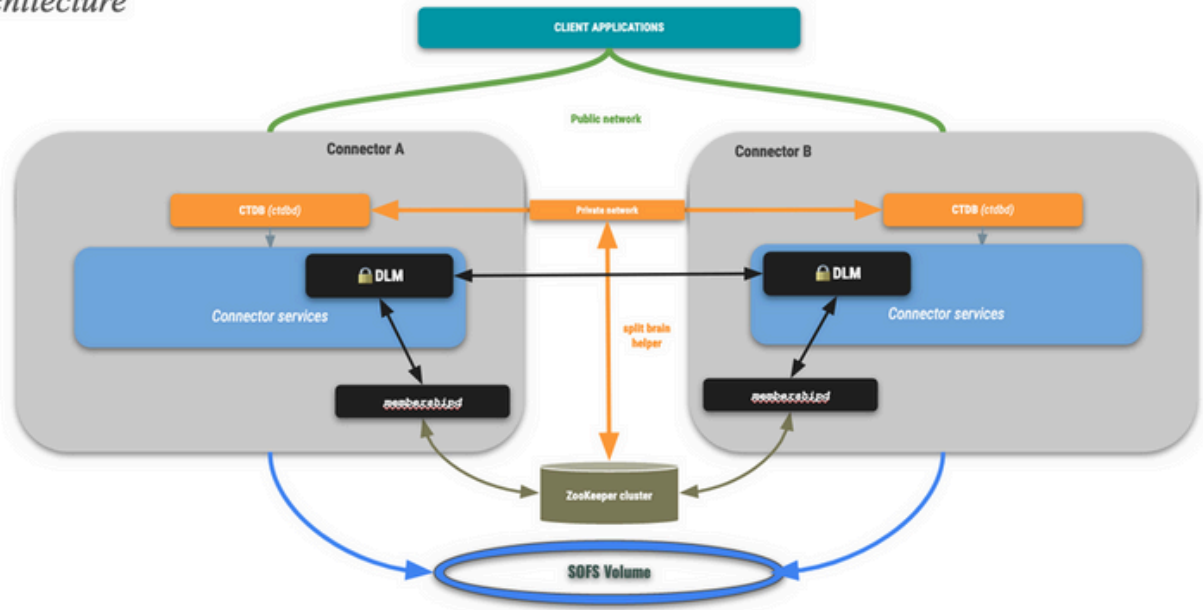 chitecture
CLIENT APPLICATIONS
Public network
Connector A
Connector B
CTDB (ctdbd)
Private network
CTDB (ctdbd)
DLM
DLM
Connector services
Connector services
split brain
helper
membershipd
membershipd
ZooKeeper cluster
SOFS Volume